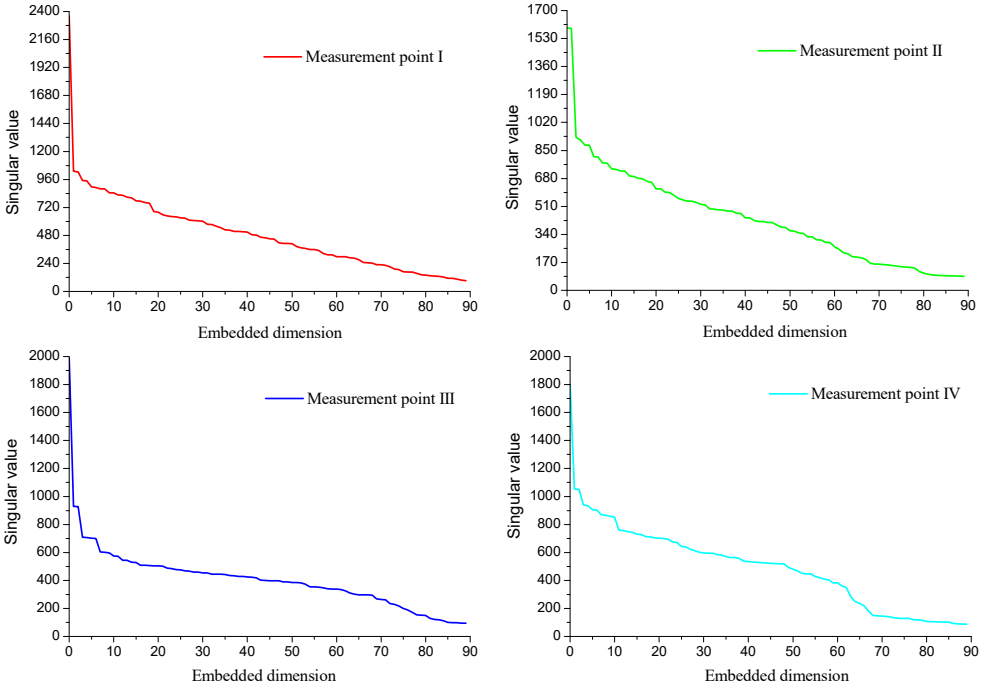 2400
2160
1920
1680
1440
1200
960
720
480
240
0
Singular value
Measurement point I
0 10 20 30 40 50 60 70 80 90
Embedded dimension
1700
1530
1360
1190
1020
850
680
510
340
170
0
Singular value
Measurement point II
0 10 20 30 40 50 60 70 80 90
Embedded dimension
2000
1800
1600
1400
1200
1000
800
600
400
200
0
Singular value
Measurement point III
0 10 20 30 40 50 60 70 80 90
Embedded dimension
2000
1800
1600
1400
1200
1000
800
600
400
200
0
Singular value
Measurement point IV
0 10 20 30 40 50 60 70 80 90
Embedded dimension